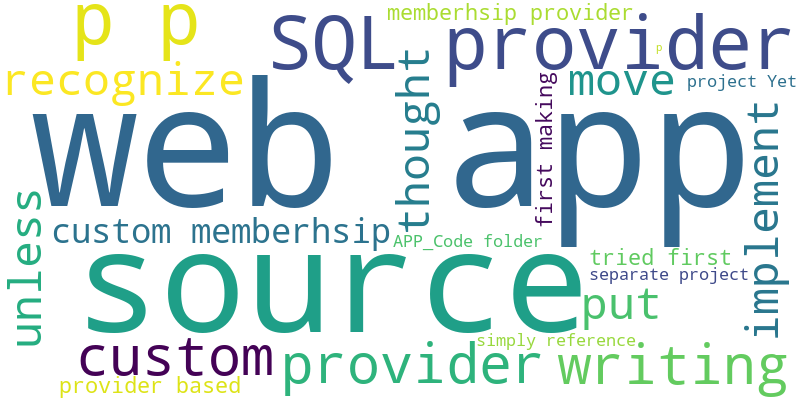 p p
SQL provider
memberhsip provider
p
recognize
thought
first making
move
project Yet
web app
implement
unless
custom memberhsip
APP_Code folder
source
tried first
separate project
put
custom
provider
simply reference
writing
provider based